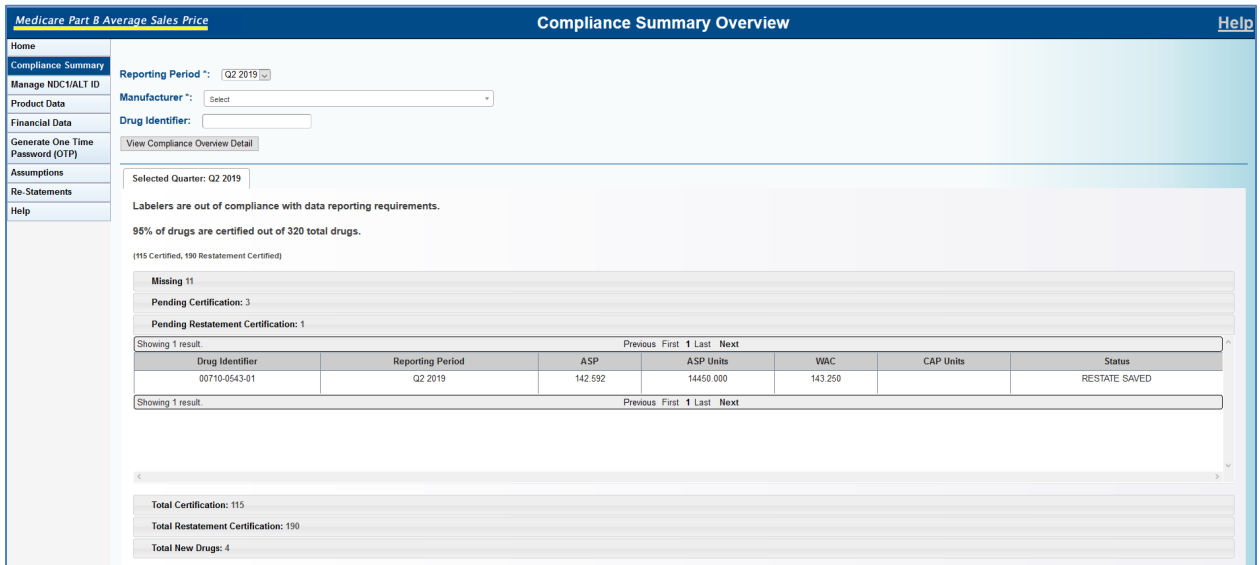 Medicare Part B Average Sales Price
Compliance Summary Overview
Help
Home
Compliance Summary
Manage NDC1/ALT ID
Product Data
Financial Data
Generate One Time
Password (OTP)
Assumptions
Re-Statements
Help
Reporting Period *: Q2 2019
Manufacturer *: Select
Drug Identifier:
View Compliance Overview Detail
Selected Quarter: Q2 2019
Labelers are out of compliance with data reporting requirements.
95% of drugs are certified out of 320 total drugs.
(115 Certified, 190 Restatement Certified)
Missing 11
Pending Certification: 3
Pending Restatement Certification: 1
Showing 1 result. Previous First 1 Last Next
Drug Identifier Reporting Period ASP ASP Units WAC CAP Units Status
00710-0543-01 Q2 2019 142.592 14450.000 143.250 RESTATE SAVED
Showing 1 result. Previous First 1 Last Next
Total Certification: 115
Total Restatement Certification: 190
Total New Drugs: 4